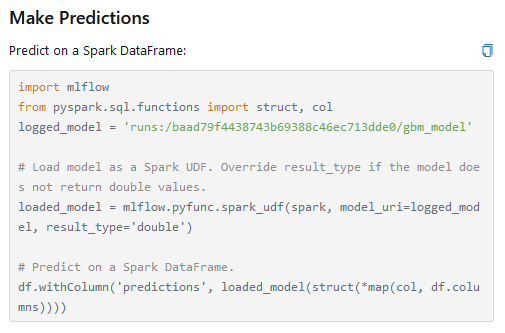 Make Predictions
Predict on a Spark DataFrame:
import mlflow
from pyspark.sql.functions import struct, col
logged_model = 'runs:/baad79f4438743b69388c46ec713dde0/gbm_model'
# Load model as a Spark UDF. Override result_type if the model doe
s not return double values.
loaded_model = mlflow.pyfunc.spark_udf(spark, model_uri=logged_mod
el, result_type='double')
# Predict on a Spark DataFrame.
df.withColumn('predictions', loaded_model(struct(*map(col, df.colu
mns))))